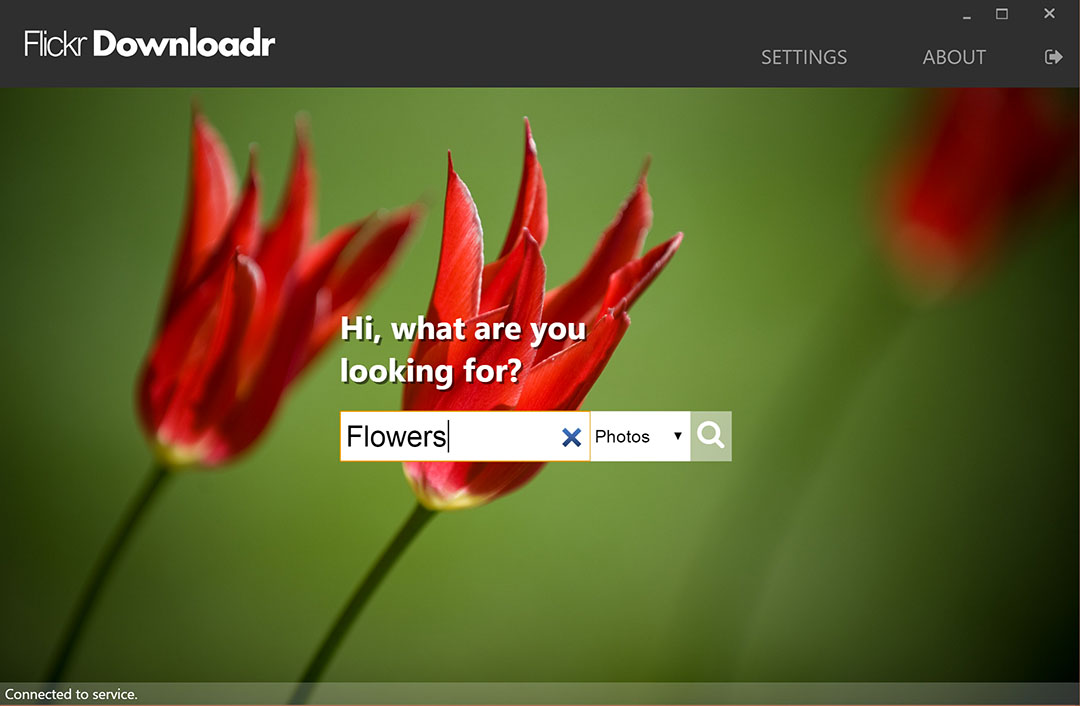 Flickr Downloadr
SETTINGS
ABOUT
Hi, what are you
looking for?
Flowers
Photos
Connected to service.